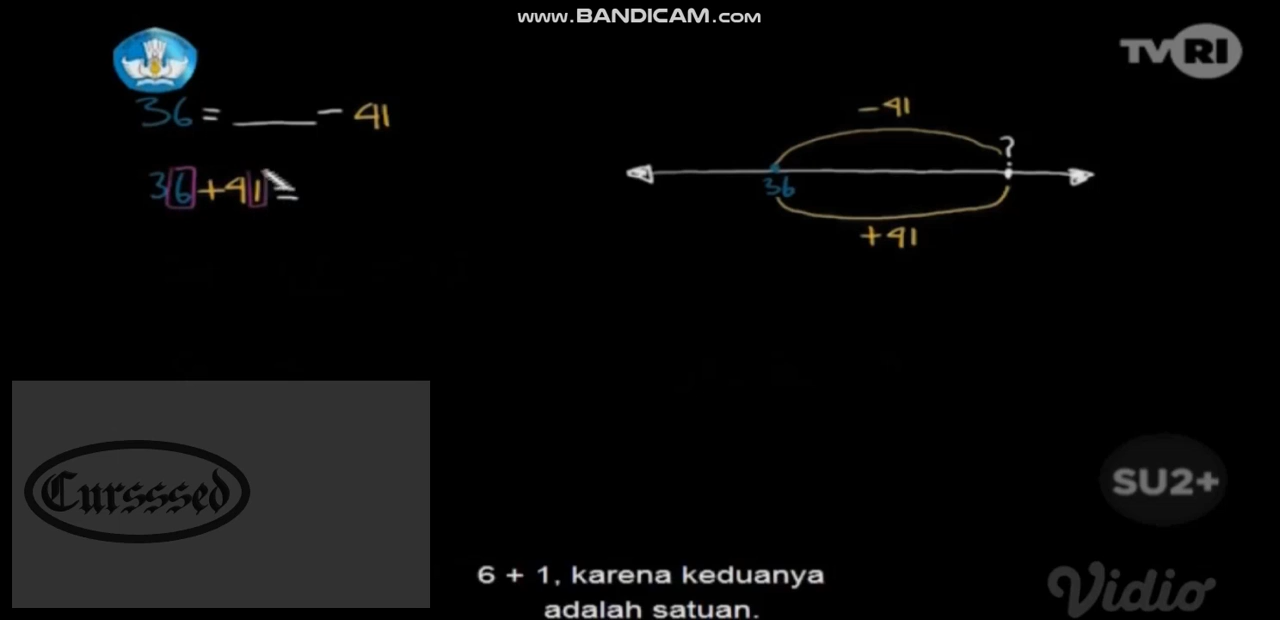 www.BANDICAM.com
TVRI
36 = ____ - 41
36 + 41 =
-41
?
36
+41
Curssed
SU2+
6 + 1, karena keduanya
adalah satuan.
Vidio